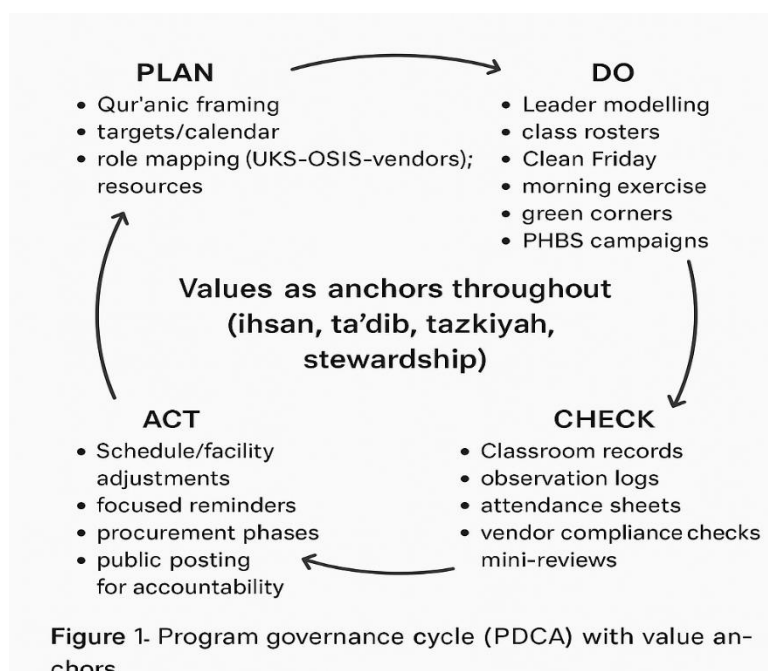 PLAN
• Qur'anic framing
• targets/calendar
• role mapping (UKS-OSIS-vendors);
resources
DO
• Leader modelling
• class rosters
• Clean Friday
• morning exercise
• green corners
• PHBS campaigns
Values as anchors throughout
(ihsan, ta'dib, tazkiyah,
stewardship)
ACT
• Schedule/facility
adjustments
• focused reminders
• procurement phases
• public posting
for accountability
CHECK
• Classroom records
• observation logs
• attendance sheets
• vendor compliance checks
mini-reviews
Figure 1. Program governance cycle (PDCA) with value an-
chors